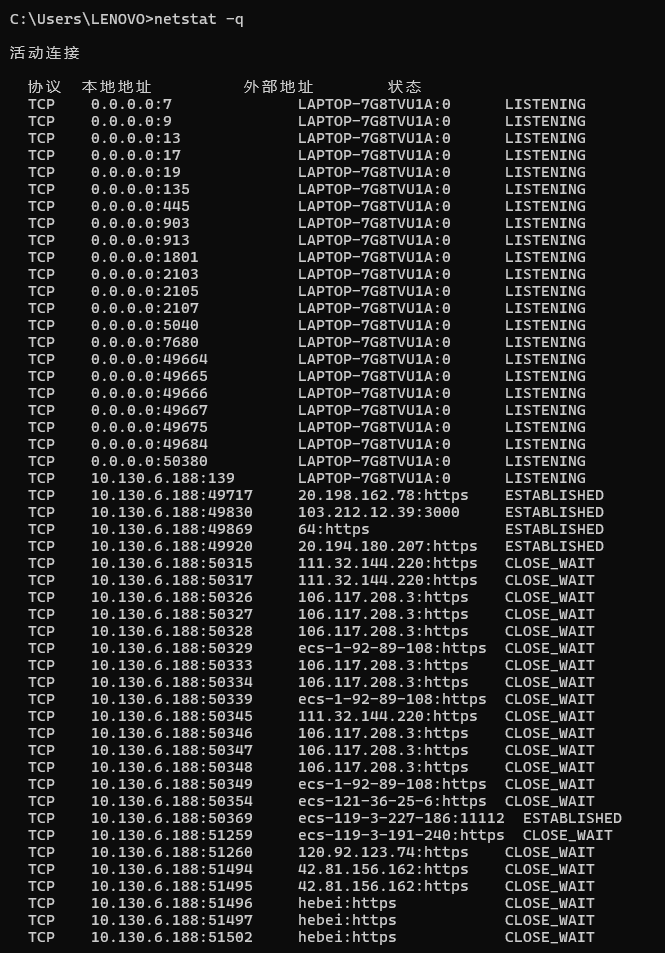 C:\Users\LENOVO>netstat -q
活动连接
协议 本地地址 外部地址 状态
TCP 0.0.0.0:7 LAPTOP-7G8TVU1A:0 LISTENING
TCP 0.0.0.0:9 LAPTOP-7G8TVU1A:0 LISTENING
TCP 0.0.0.0:13 LAPTOP-7G8TVU1A:0 LISTENING
TCP 0.0.0.0:17 LAPTOP-7G8TVU1A:0 LISTENING
TCP 0.0.0.0:19 LAPTOP-7G8TVU1A:0 LISTENING
TCP 0.0.0.0:135 LAPTOP-7G8TVU1A:0 LISTENING
TCP 0.0.0.0:445 LAPTOP-7G8TVU1A:0 LISTENING
TCP 0.0.0.0:903 LAPTOP-7G8TVU1A:0 LISTENING
TCP 0.0.0.0:913 LAPTOP-7G8TVU1A:0 LISTENING
TCP 0.0.0.0:1801 LAPTOP-7G8TVU1A:0 LISTENING
TCP 0.0.0.0:2103 LAPTOP-7G8TVU1A:0 LISTENING
TCP 0.0.0.0:2105 LAPTOP-7G8TVU1A:0 LISTENING
TCP 0.0.0.0:2107 LAPTOP-7G8TVU1A:0 LISTENING
TCP 0.0.0.0:5040 LAPTOP-7G8TVU1A:0 LISTENING
TCP 0.0.0.0:7680 LAPTOP-7G8TVU1A:0 LISTENING
TCP 0.0.0.0:49664 LAPTOP-7G8TVU1A:0 LISTENING
TCP 0.0.0.0:49665 LAPTOP-7G8TVU1A:0 LISTENING
TCP 0.0.0.0:49666 LAPTOP-7G8TVU1A:0 LISTENING
TCP 0.0.0.0:49667 LAPTOP-7G8TVU1A:0 LISTENING
TCP 0.0.0.0:49675 LAPTOP-7G8TVU1A:0 LISTENING
TCP 0.0.0.0:49684 LAPTOP-7G8TVU1A:0 LISTENING
TCP 0.0.0.0:50380 LAPTOP-7G8TVU1A:0 LISTENING
TCP 10.130.6.188:139 LAPTOP-7G8TVU1A:0 LISTENING
TCP 10.130.6.188:49717 20.198.162.78:https ESTABLISHED
TCP 10.130.6.188:49830 103.212.12.39:3000 ESTABLISHED
TCP 10.130.6.188:49869 64:https ESTABLISHED
TCP 10.130.6.188:49920 20.194.180.207:https ESTABLISHED
TCP 10.130.6.188:50315 111.32.144.220:https CLOSE_WAIT
TCP 10.130.6.188:50317 111.32.144.220:https CLOSE_WAIT
TCP 10.130.6.188:50326 106.117.208.3:https CLOSE_WAIT
TCP 10.130.6.188:50327 106.117.208.3:https CLOSE_WAIT
TCP 10.130.6.188:50328 106.117.208.3:https CLOSE_WAIT
TCP 10.130.6.188:50329 ecs-1-92-89-108:https CLOSE_WAIT
TCP 10.130.6.188:50333 106.117.208.3:https CLOSE_WAIT
TCP 10.130.6.188:50334 106.117.208.3:https CLOSE_WAIT
TCP 10.130.6.188:50339 ecs-1-92-89-108:https CLOSE_WAIT
TCP 10.130.6.188:50345 111.32.144.220:https CLOSE_WAIT
TCP 10.130.6.188:50346 106.117.208.3:https CLOSE_WAIT
TCP 10.130.6.188:50347 106.117.208.3:https CLOSE_WAIT
TCP 10.130.6.188:50348 106.117.208.3:https CLOSE_WAIT
TCP 10.130.6.188:50349 ecs-1-92-89-108:https CLOSE_WAIT
TCP 10.130.6.188:50354 ecs-121-36-25-6:https CLOSE_WAIT
TCP 10.130.6.188:50369 ecs-119-3-227-186:11112 ESTABLISHED
TCP 10.130.6.188:51259 ecs-119-3-191-240:https CLOSE_WAIT
TCP 10.130.6.188:51260 120.92.123.74:https CLOSE_WAIT
TCP 10.130.6.188:51494 42.81.156.162:https CLOSE_WAIT
TCP 10.130.6.188:51495 42.81.156.162:https CLOSE_WAIT
TCP 10.130.6.188:51496 hebei:https CLOSE_WAIT
TCP 10.130.6.188:51497 hebei:https CLOSE_WAIT
TCP 10.130.6.188:51502 hebei:https CLOSE_WAIT